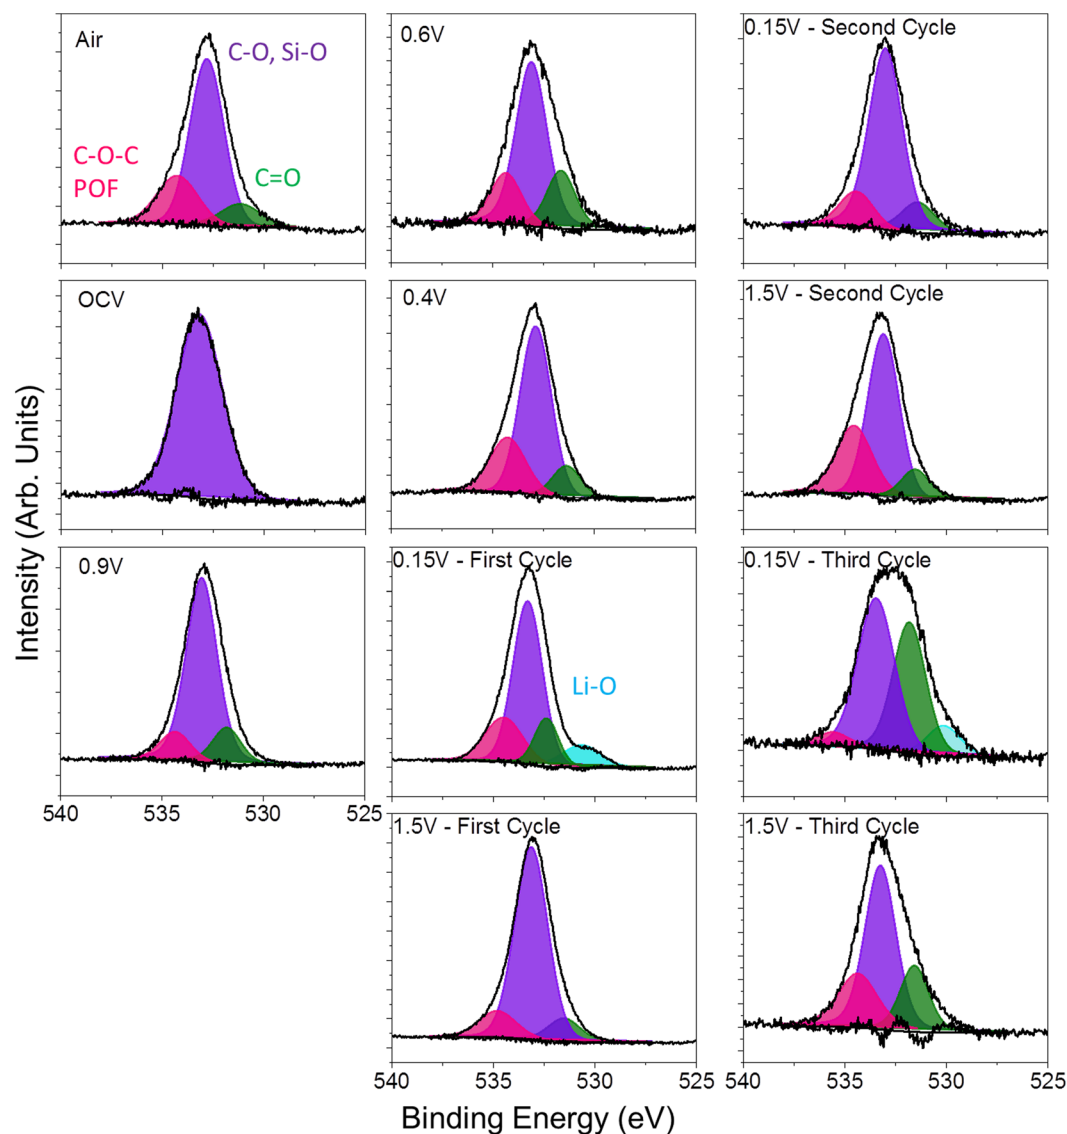 Air
C-O, Si-O
C-O-C
POF
C=O
0.6V
0.15V - Second Cycle
OCV
0.4V
1.5V - Second Cycle
540 535 530 525
0.9V
0.15V - First Cycle
Li-O
0.15V - Third Cycle
540 535 530 525
1.5V - First Cycle
1.5V - Third Cycle
540 535 530 525
540 535 530 525
Intensity (Arb. Units)
Binding Energy (eV)